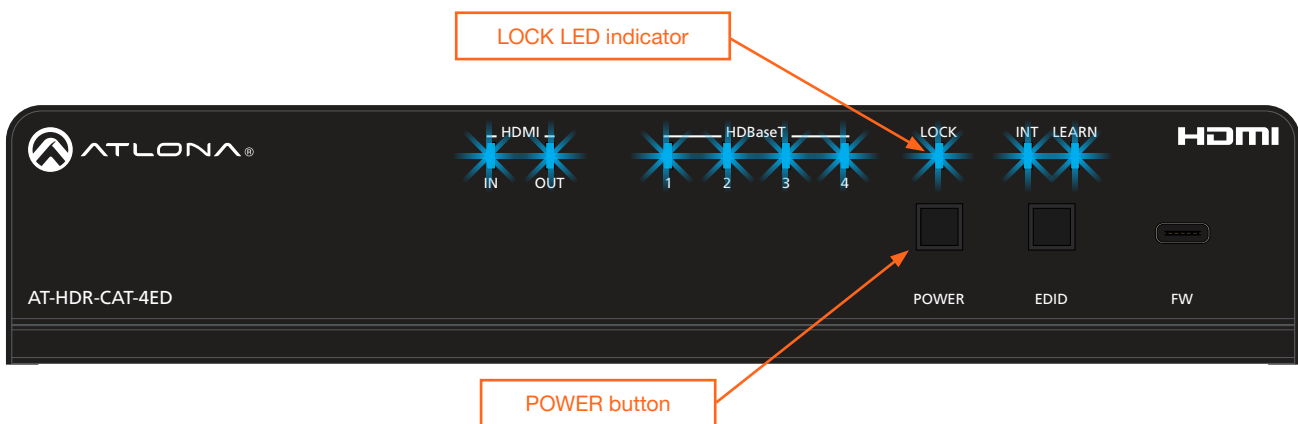 LOCK LED indicator
HDMI
HDBaseT
LOCK
INT LEARN
HDMI
ATLONA®
IN OUT
1 2 3 4
AT-HDR-CAT-4ED
POWER
EDID
FW
POWER button